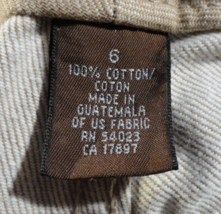 6
100% COTTON/
COTON
MADE IN
GUATEMALA
OF US FABRIC
RN 54023
CA 17897